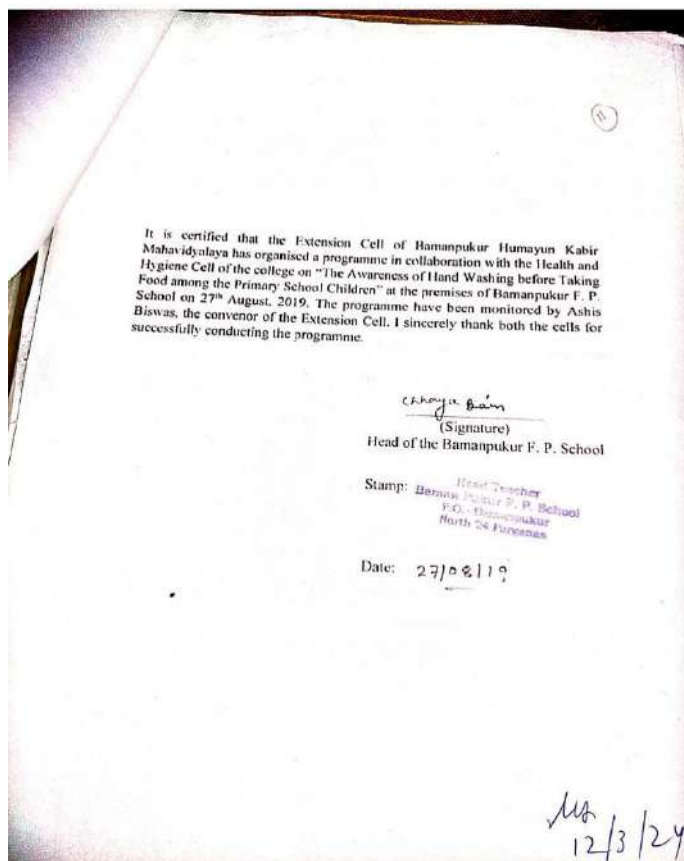 11
It is certified that the Extension Cell of Bamanpukur Humayun Kabir
Mahavidyalaya has organised a programme in collaboration with the Health and
Hygiene Cell of the college on “The Awareness of Hand Washing before Taking
Food among the Primary School Children” at the premises of Bamanpukur F. P.
School on 27th August, 2019. The programme have been monitored by Ashis
Biswas, the convenor of the Extension Cell. I sincerely thank both the cells for
successfully conducting the programme.
Chhaya Bain
(Signature)
Head of the Bamanpukur F. P. School
Stamp: Head Teacher
Pukur F. P. School
P.O.- Bamanpukur
North 24 Parganas
Date: 27/08/19
12/3/24